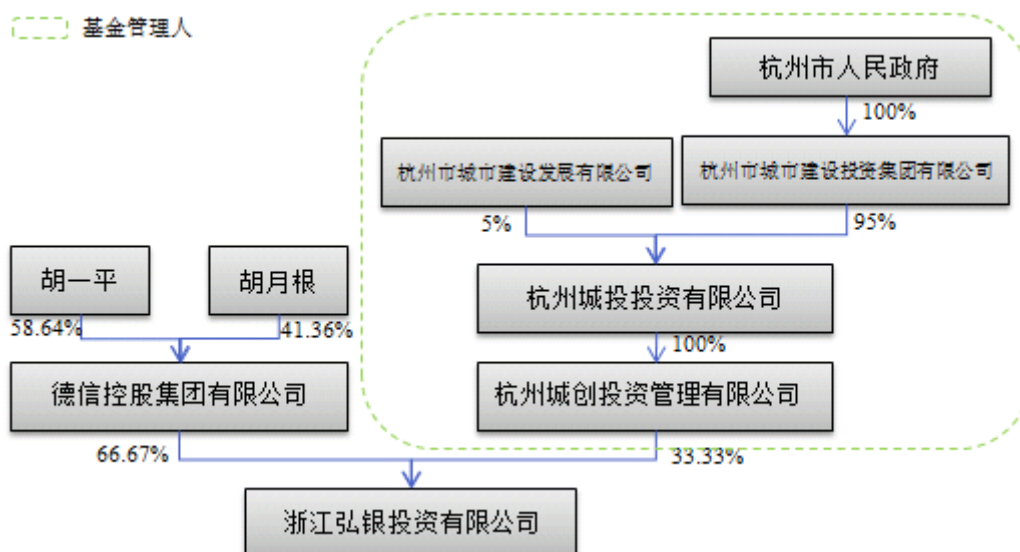 基金管理人
杭州市人民政府
100%
杭州市城市建设发展有限公司
杭州市城市建设投资集团有限公司
5%
95%
胡一平
胡月根
杭州城投投资有限公司
58.64%
41.36%
100%
德信控股集团有限公司
杭州城创投资管理有限公司
66.67%
33.33%
浙江弘银投资有限公司